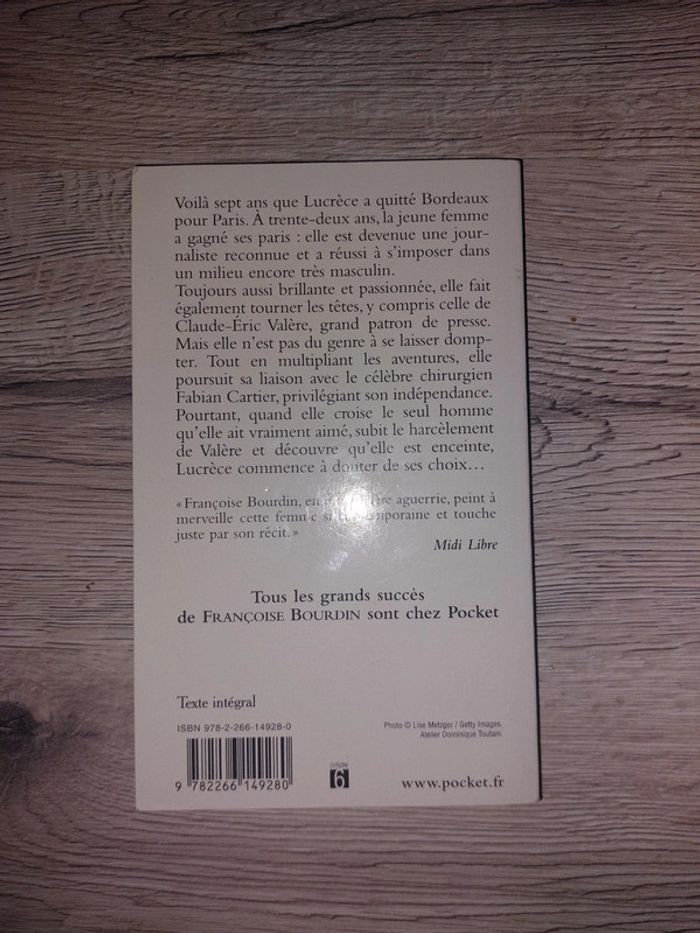 Voilà sept ans que Lucrèce a quitté Bordeaux
pour Paris. À trente-deux ans, la jeune femme
a gagné ses paris : elle est devenue une jour-
naliste reconnue et a réussi à s'imposer dans
un milieu encore très masculin.
Toujours aussi brillante et passionnée, elle fait
également tourner les têtes, y compris celle de
Claude-Éric Valère, grand patron de presse.
Mais elle n'est pas du genre à se laisser domp-
ter. Tout en multipliant les aventures, elle
poursuit sa liaison avec le célèbre chirurgien
Fabian Cartier, privilégiant son indépendance.
Pourtant, quand elle croise le seul homme
qu'elle ait vraiment aimé, subit le harcèlement
de Valère et découvre qu'elle est enceinte,
Lucrèce commence à douter de ses choix…
« Françoise Bourdin, en aguerrie, peint à
merveille cette femme et touche
juste par son récit. »
Midi Libre
Tous les grands succès
de FRANÇOISE BOURDIN sont chez Pocket
Texte intégral
ISBN 978-2-266-14928-0
Photo © Lise Metzger / Getty Images.
Atelier Dominique Toutain.
9 782266 149280
CATÉGORIE
6
www.pocket.fr